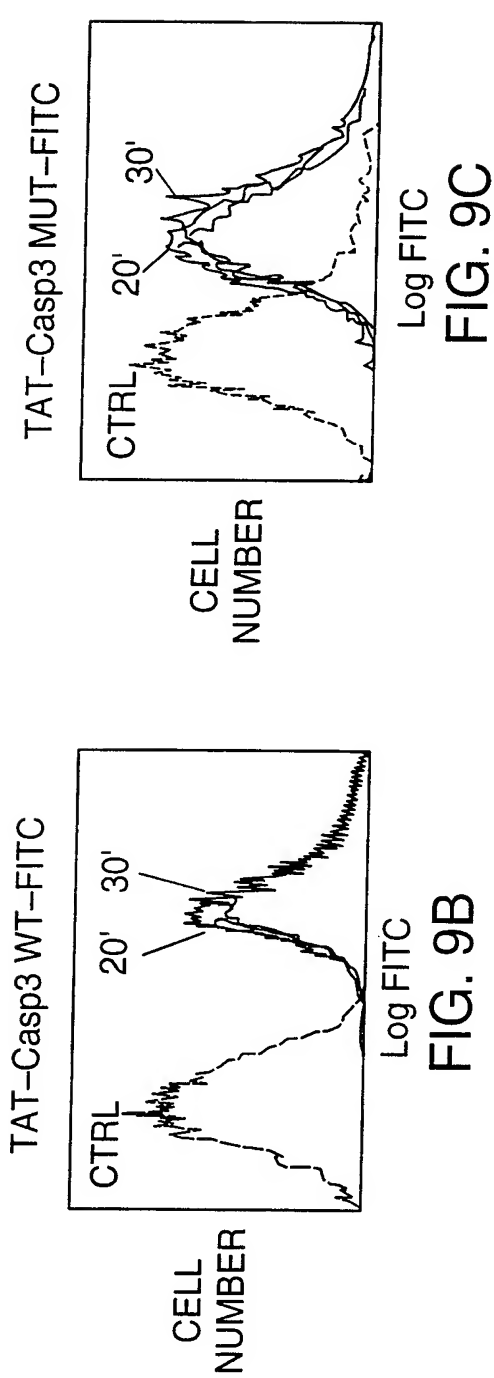 TAT–Casp3 WT–FITC
CELL
NUMBER
CTRL
20'
30'
Log FITC
FIG. 9B
TAT–Casp3 MUT–FITC
CELL
NUMBER
CTRL
20'
30'
Log FITC
FIG. 9C